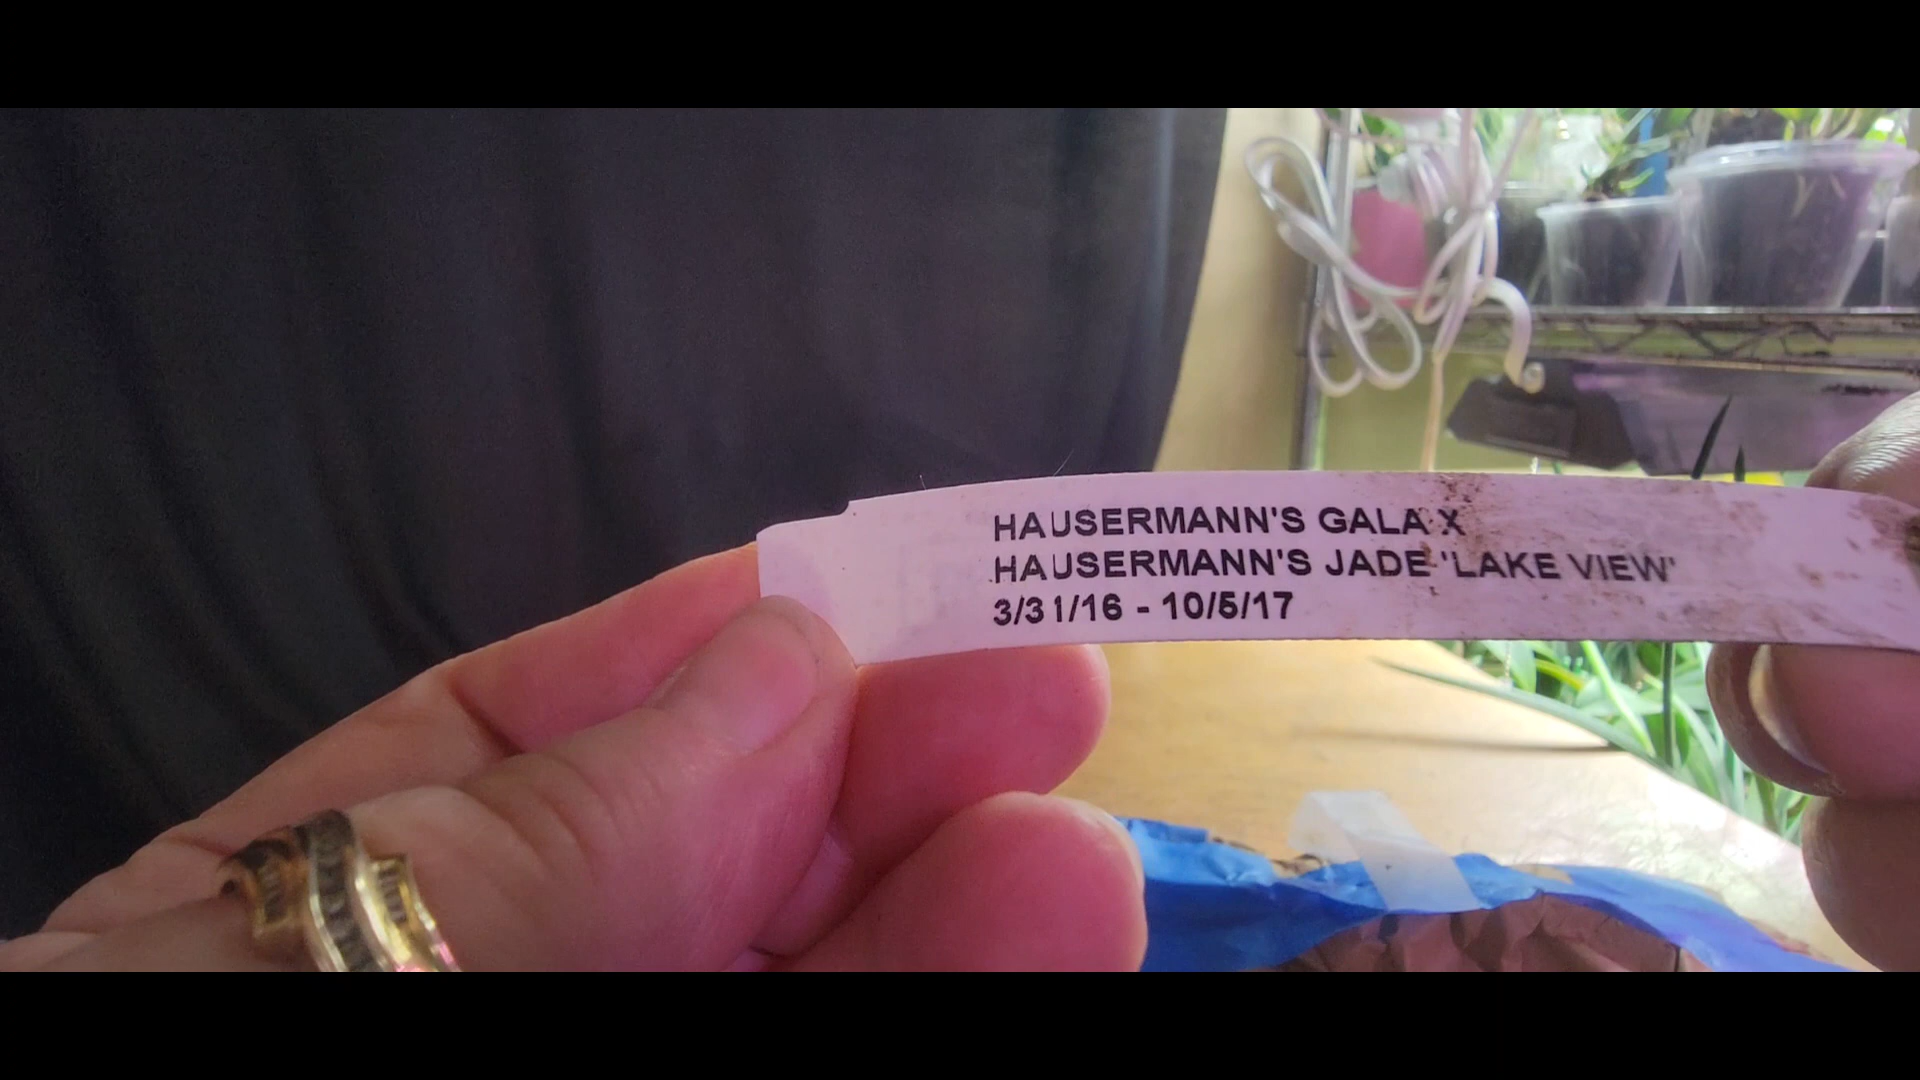 HAUSERMANN'S GALA X
HAUSERMANN'S JADE 'LAKE VIEW'
3/31/16 - 10/5/17